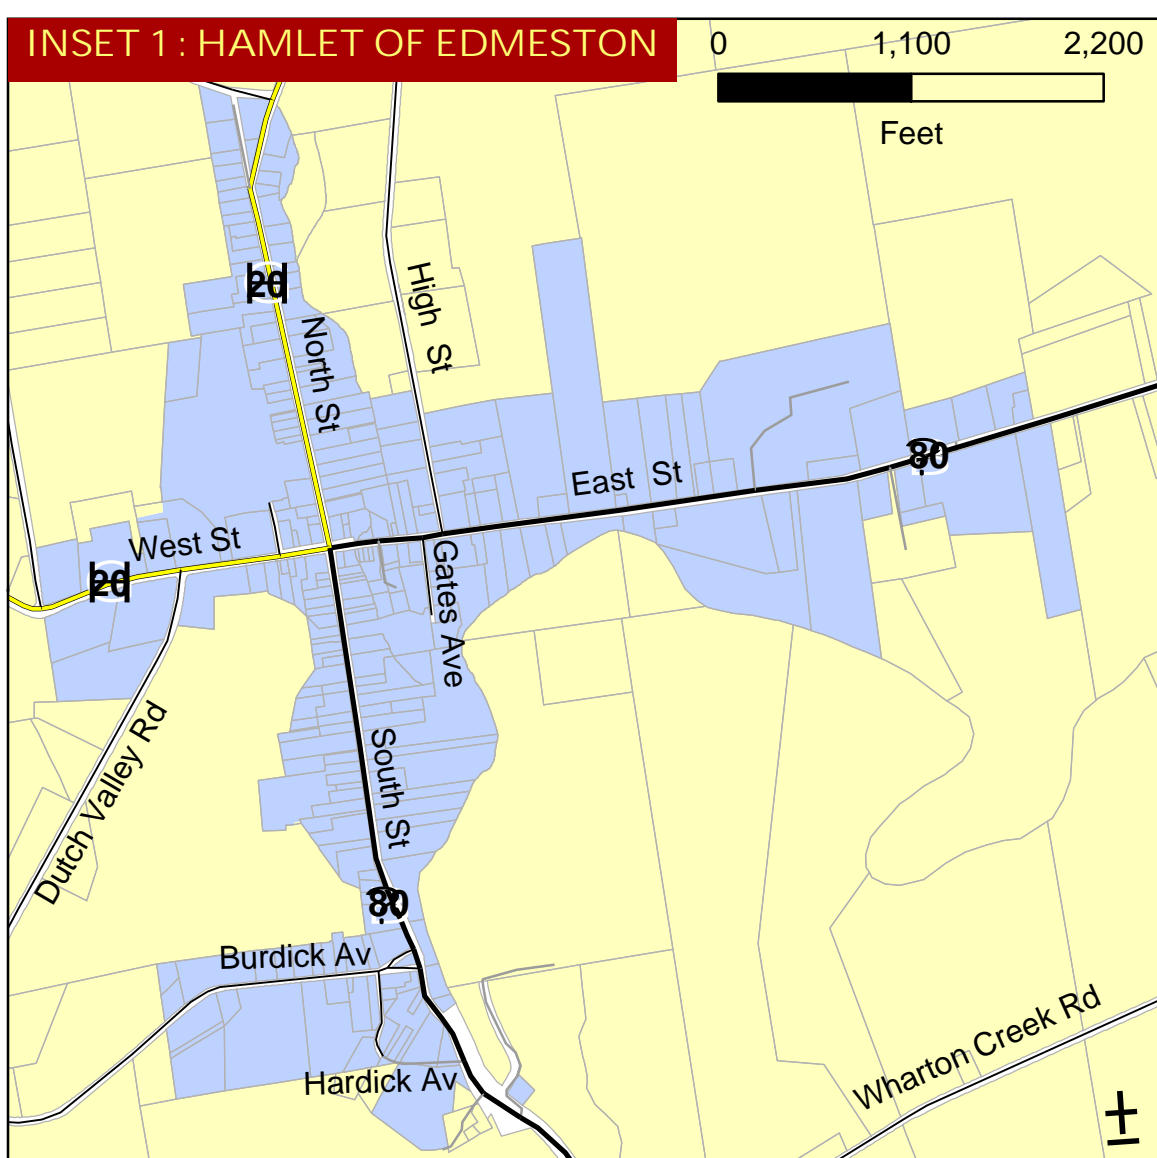 INSET 1 : HAMLET OF EDMESTON
0 1,100 2,200
Feet
High St
20
North St
East St
80
West St
20
Gates Ave
South St
Dutch Valley Rd
80
Burdick Av
Hardick Av
Wharton Creek Rd